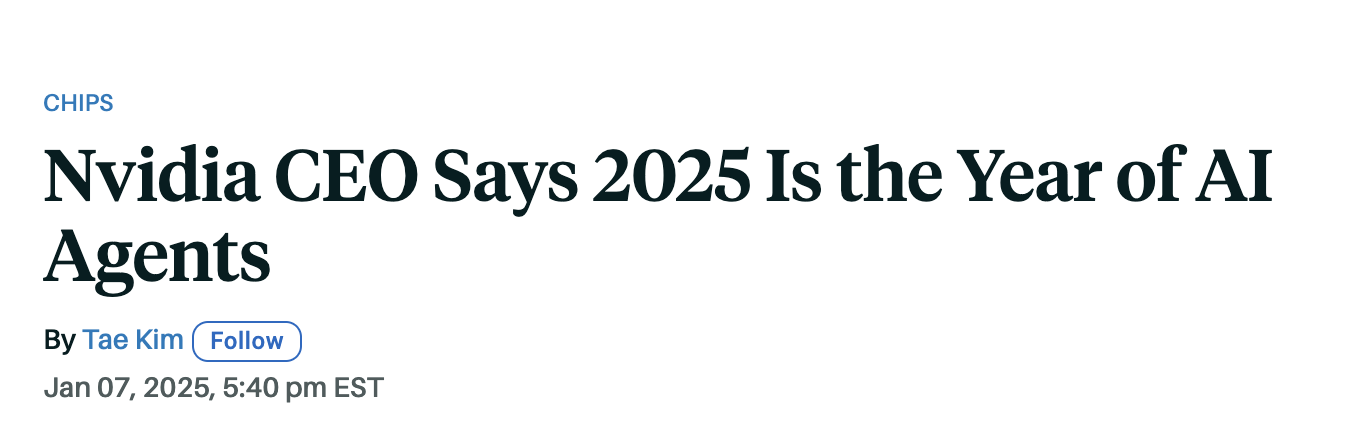 CHIPS
Nvidia CEO Says 2025 Is the Year of AI
Agents
By Tae Kim Follow
Jan 07, 2025, 5:40 pm EST